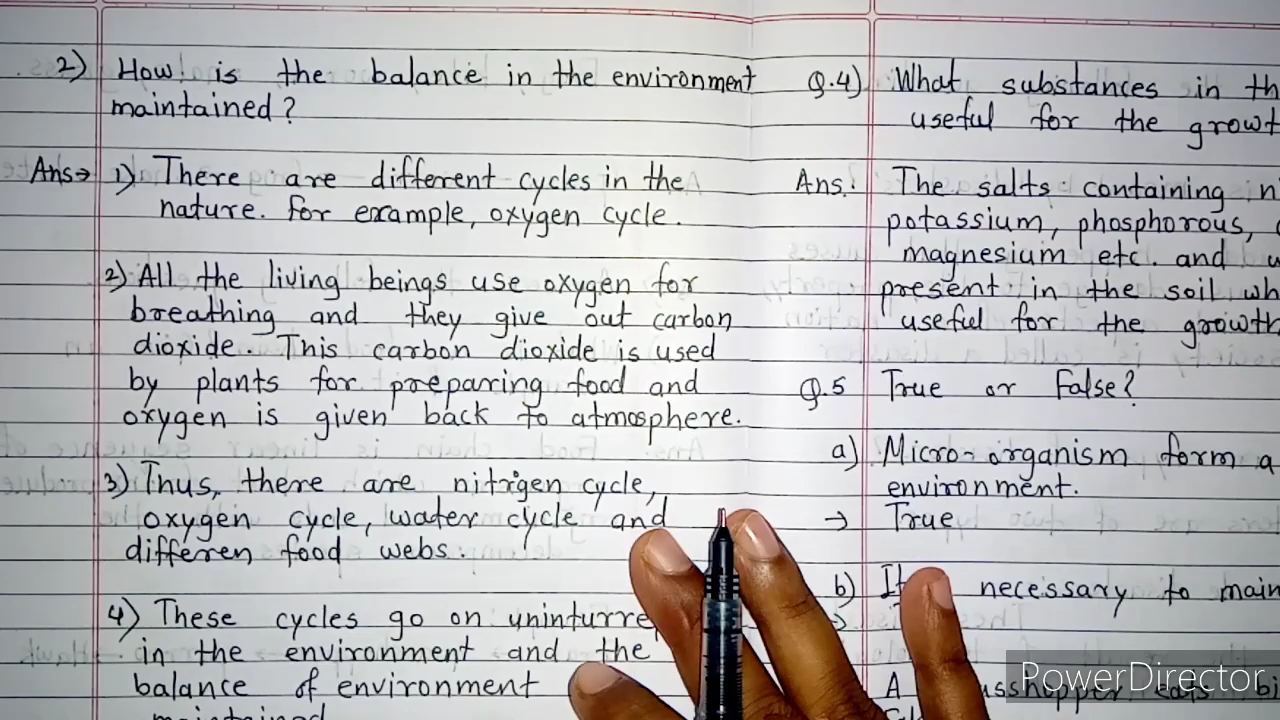 2) How is the balance in the environment
maintained?
Ans→ 1) There are different cycles in the
nature. for example, oxygen cycle.
2) All the living beings use oxygen for
breathing and they give out carbon
dioxide. This carbon dioxide is used
by plants for preparing food and
oxygen is given back to atmosphere.
3) Thus, there are nitrigen cycle,
oxygen cycle, water cycle and
differen food webs.
4) These cycles go on
in the environment and the
balance of environment
maintained
Q.4) What substances in
useful for the
Ans: The salts containing
potassium, phosphorous,
magnesium etc. and
present in the soil
useful for the growth
Q.5 True or False?
a) Micro-organism form a
environment.
→ True
b) necessary to
A eats
PowerDirector